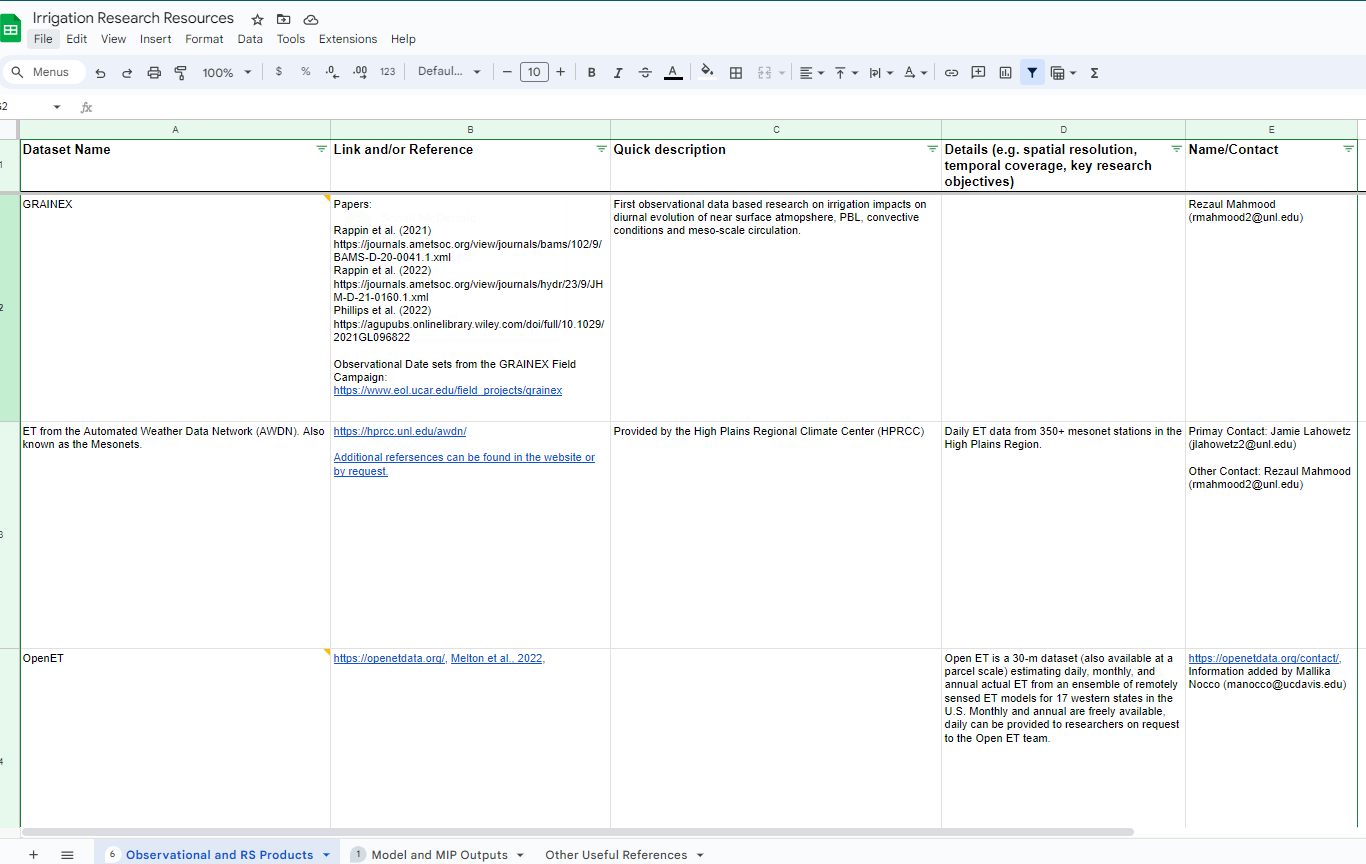 Irrigation Research Resources
File Edit View Insert Format Data Tools Extensions Help
Menus 100% $ % .0 .00 123 Defaul... 10 B I A A Σ
G2 fx
A B C D E
1
Dataset Name
Link and/or Reference
Quick description
Details (e.g. spatial resolution,
temporal coverage, key research
objectives)
Name/Contact
2
GRAINEX
Papers:
Rappin et al. (2021)
https://journals.ametsoc.org/view/journals/bams/102/9/
BAMS-D-20-0041.1.xml
Rappin et al. (2022)
https://journals.ametsoc.org/view/journals/hydr/23/9/JH
M-D-21-0160.1.xml
Phillips et al. (2022)
https://agupubs.onlinelibrary.wiley.com/doi/full/10.1029/
2021GL096822
Observational Date sets from the GRAINEX Field
Campaign:
https://www.eol.ucar.edu/field_projects/grainex
First observational data based research on irrigation impacts on
diurnal evolution of near surface atmopshere, PBL, convective
conditions and meso-scale circulation.
Rezaul Mahmood
(rmahmood2@unl.edu)
3
ET from the Automated Weather Data Network (AWDN). Also
known as the Mesonets.
https://hprcc.unl.edu/awdn/
Additional refersences can be found in the website or
by request.
Provided by the High Plains Regional Climate Center (HPRCC)
Daily ET data from 350+ mesonet stations in the
High Plains Region.
Primay Contact: Jamie Lahowetz
(jlahowetz2@unl.edu)
Other Contact: Rezaul Mahmood
(rmahmood2@unl.edu)
4
OpenET
https://openetdata.org/, Melton et al., 2022,
Open ET is a 30-m dataset (also available at a
parcel scale) estimating daily, monthly, and
annual actual ET from an ensemble of remotely
sensed ET models for 17 western states in the
U.S. Monthly and annual are freely available,
daily can be provided to researchers on request
to the Open ET team.
https://openetdata.org/contact/,
Information added by Mallika
Nocco (manocco@ucdavis.edu)
6 Observational and RS Products 1 Model and MIP Outputs Other Useful References